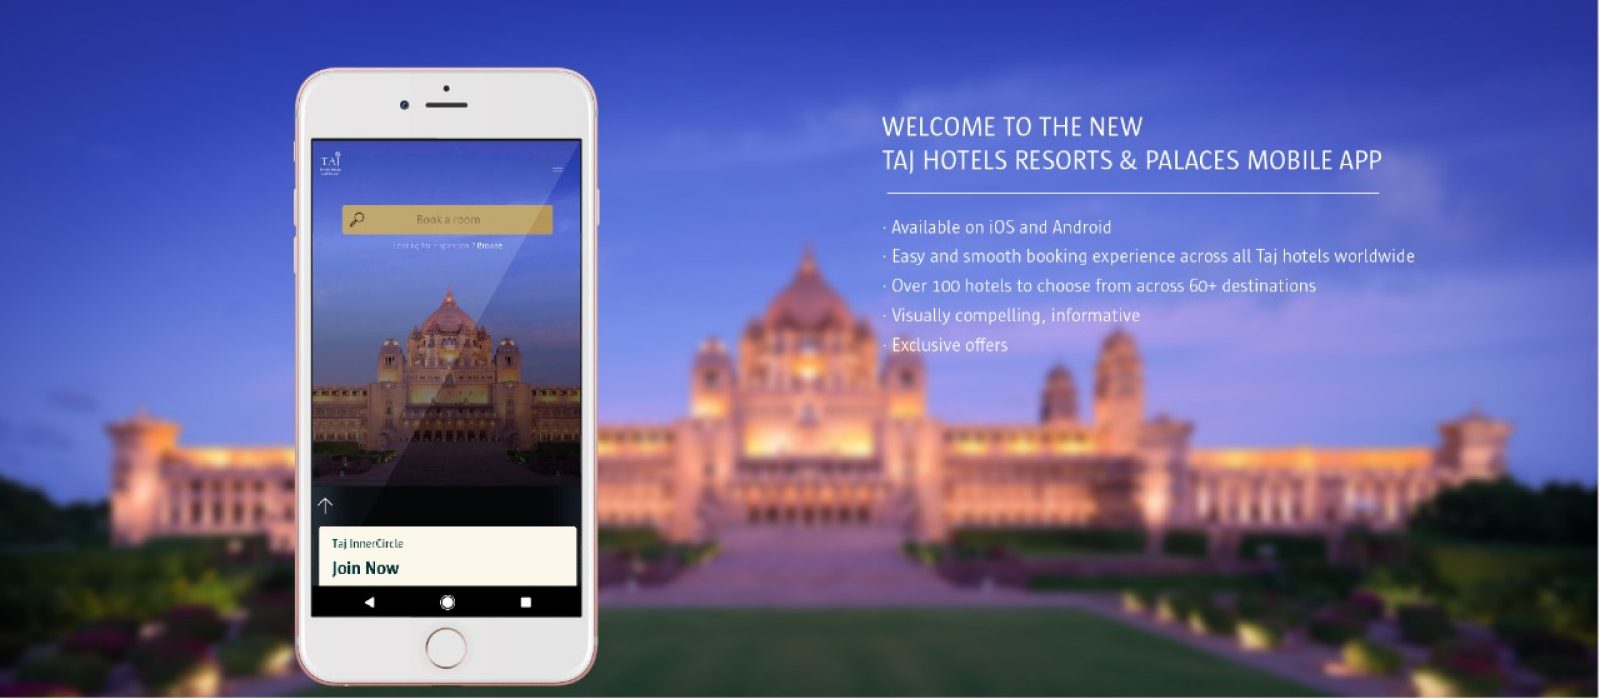 TAJ
Book a room
Looking for inspiration ? Browse
Taj InnerCircle
Join Now
WELCOME TO THE NEW
TAJ HOTELS RESORTS & PALACES MOBILE APP
· Available on iOS and Android
· Easy and smooth booking experience across all Taj hotels worldwide
· Over 100 hotels to choose from across 60+ destinations
· Visually compelling, informative
· Exclusive offers